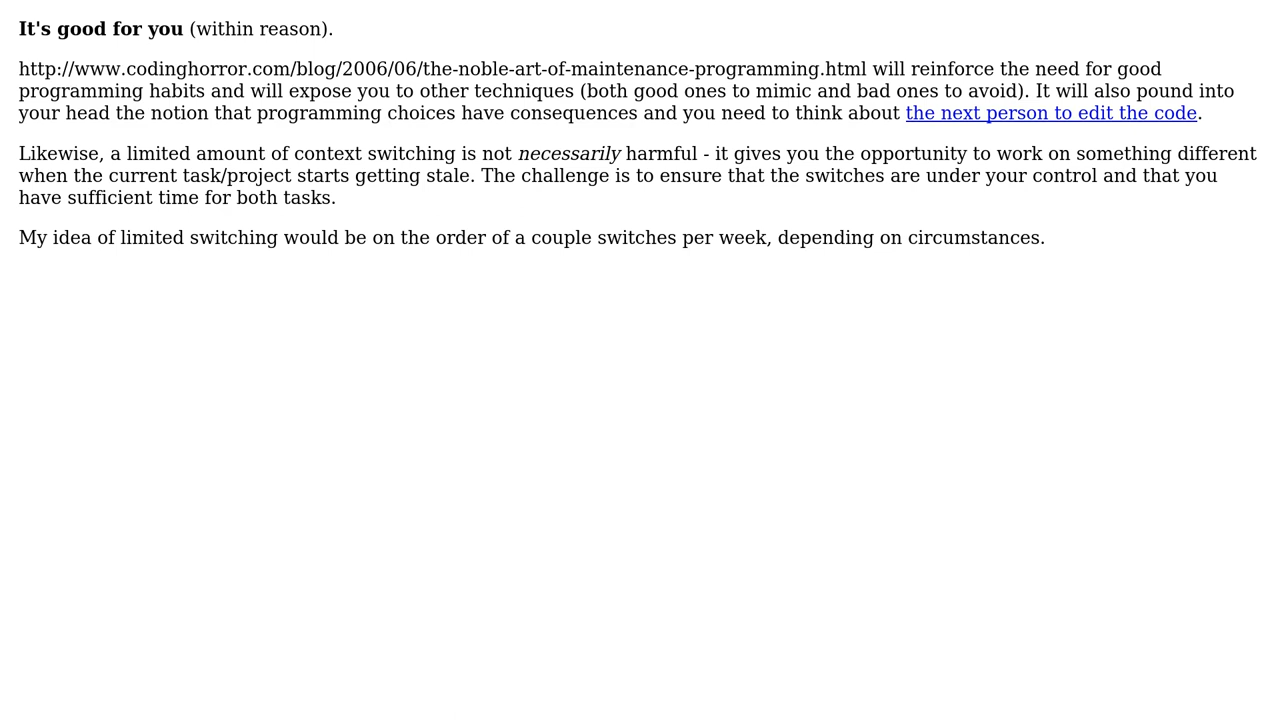 It's good for you (within reason).
http://www.codinghorror.com/blog/2006/06/the-noble-art-of-maintenance-programming.html will reinforce the need for good
programming habits and will expose you to other techniques (both good ones to mimic and bad ones to avoid). It will also pound into
your head the notion that programming choices have consequences and you need to think about the next person to edit the code.
Likewise, a limited amount of context switching is not necessarily harmful - it gives you the opportunity to work on something different
when the current task/project starts getting stale. The challenge is to ensure that the switches are under your control and that you
have sufficient time for both tasks.
My idea of limited switching would be on the order of a couple switches per week, depending on circumstances.